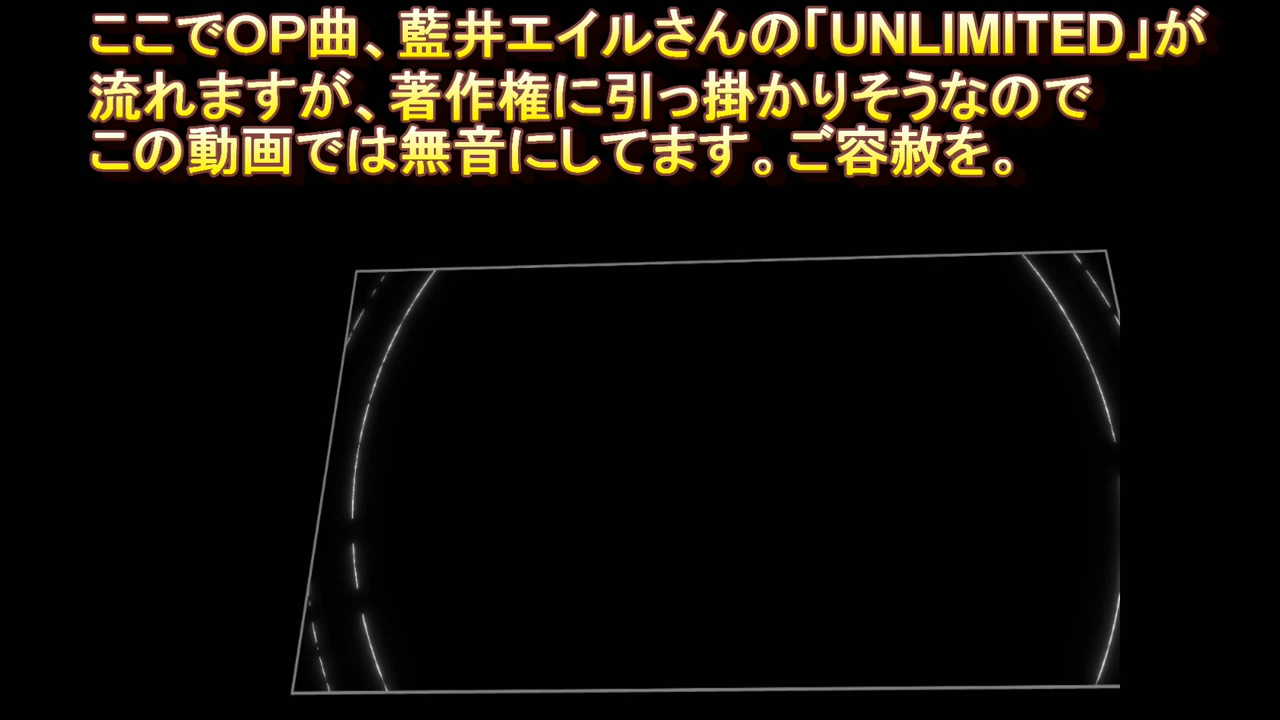 ここでOP曲、藍井エイルさんの「UNLIMITED」が
流れますが、著作権に引っ掛かりそうなので
この動画では無音にしてます。ご容赦を。